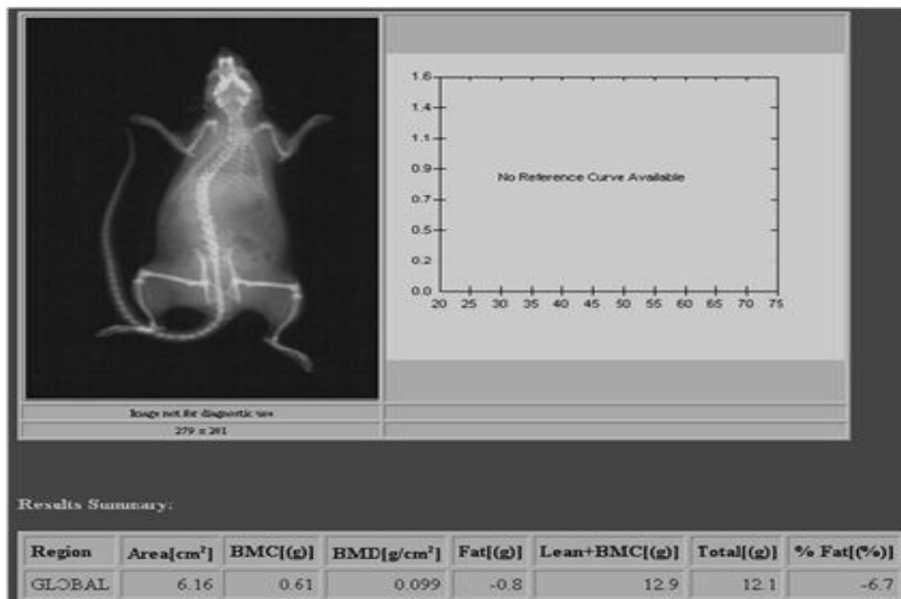 1.6
1.4
1.1
0.9
No Reference Curve Available
0.7
0.5
0.2
0.0
20 25 30 35 40 45 50 55 60 65 70 75
Image not for diagnostic use
279 x 281
Results Summary:
Region Area[cm²] BMC[(g)] BMD[g/cm²] Fat[(g)] Lean+BMC[(g)] Total[(g)] % Fat[(%)]
GLOBAL 6.16 0.61 0.099 -0.8 12.9 12.1 -6.7